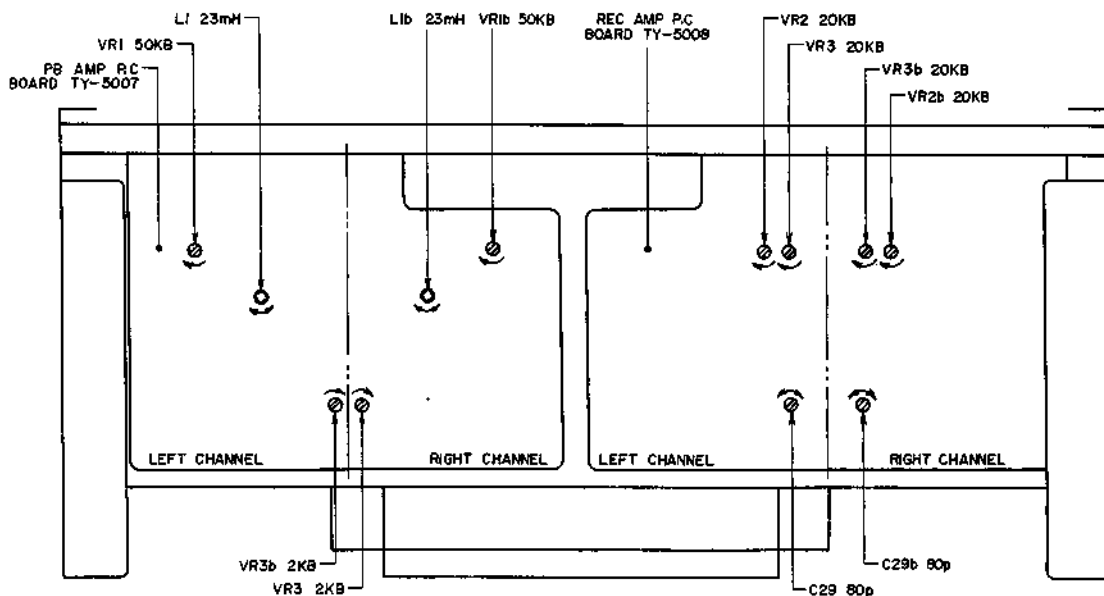 L1 23mH
L1b 23mH
VR1b 50KB
REC AMP P.C
BOARD TY-5008
VR2 20KB
VR1 50KB
VR3 20KB
PB AMP P.C
BOARD TY-5007
VR3b 20KB
VR2b 20KB
LEFT CHANNEL
RIGHT CHANNEL
LEFT CHANNEL
RIGHT CHANNEL
VR3b 2KB
C29b 80p
VR3 2KB
C29 80p